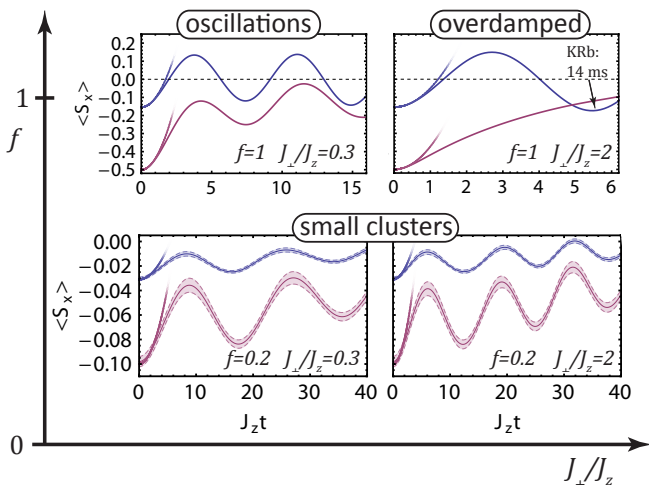 oscillations
overdamped
0.2
0.1
0.0
−0.1
−0.2
−0.3
−0.4
−0.5
<Sx>
f=1 J⊥/Jz=0.3
0 5 10 15
KRb:
14 ms
f=1 J⊥/Jz=2
0 1 2 3 4 5 6
1
f
small clusters
0.00
−0.02
−0.04
−0.06
−0.08
−0.10
<Sx>
f=0.2 J⊥/Jz=0.3
0 10 20 30 40
Jzt
f=0.2 J⊥/Jz=2
0 10 20 30 40
Jzt
0
J⊥/Jz